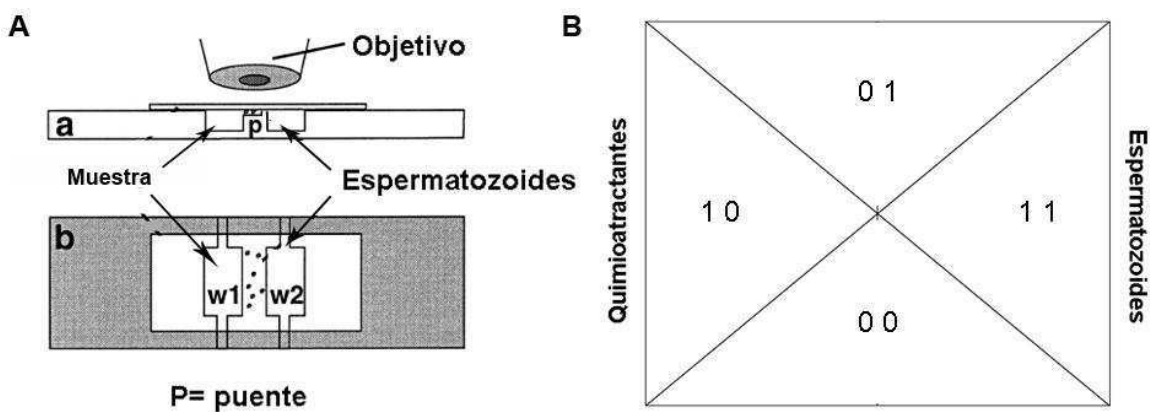 A
Objetivo
a
p
Muestra
Espermatozoides
b
w1
w2
P= puente
B
Quimioatractantes
0 1
1 0
1 1
0 0
Espermatozoides